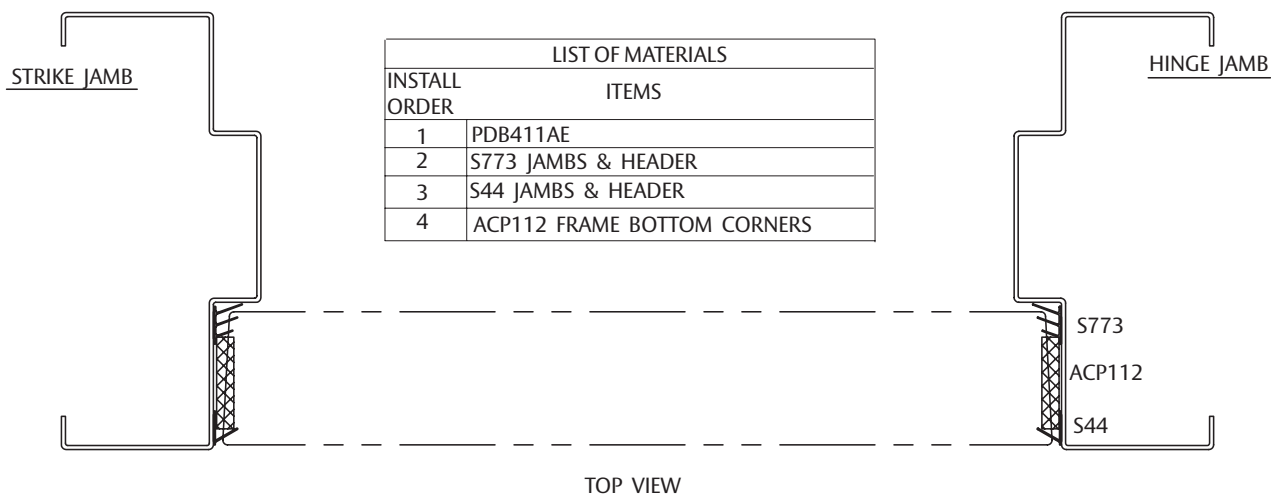 STRIKE JAMB
LIST OF MATERIALS
INSTALL ORDER ITEMS
1 PDB411AE
2 S773 JAMBS & HEADER
3 S44 JAMBS & HEADER
4 ACP112 FRAME BOTTOM CORNERS
HINGE JAMB
S773
ACP112
S44
TOP VIEW